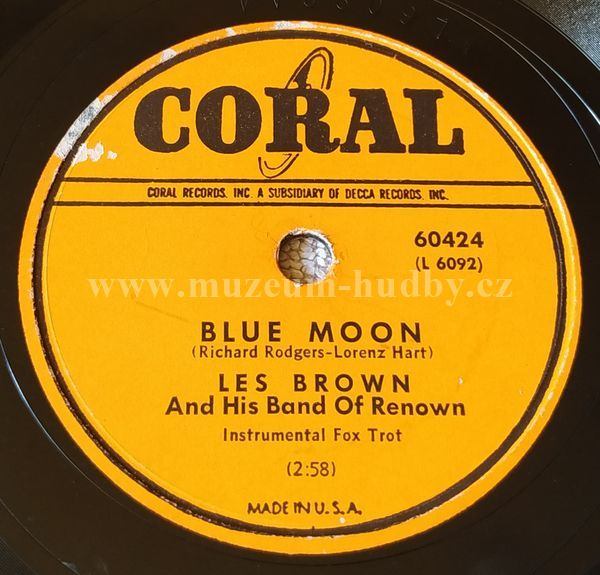 CORAL
CORAL RECORDS, INC. A SUBSIDIARY OF DECCA RECORDS, INC.
60424
(L 6092)
www.muzeum-hudby.cz
BLUE MOON
(Richard Rodgers-Lorenz Hart)
LES BROWN
And His Band Of Renown
Instrumental Fox Trot
(2:58)
MADE IN U.S.A.